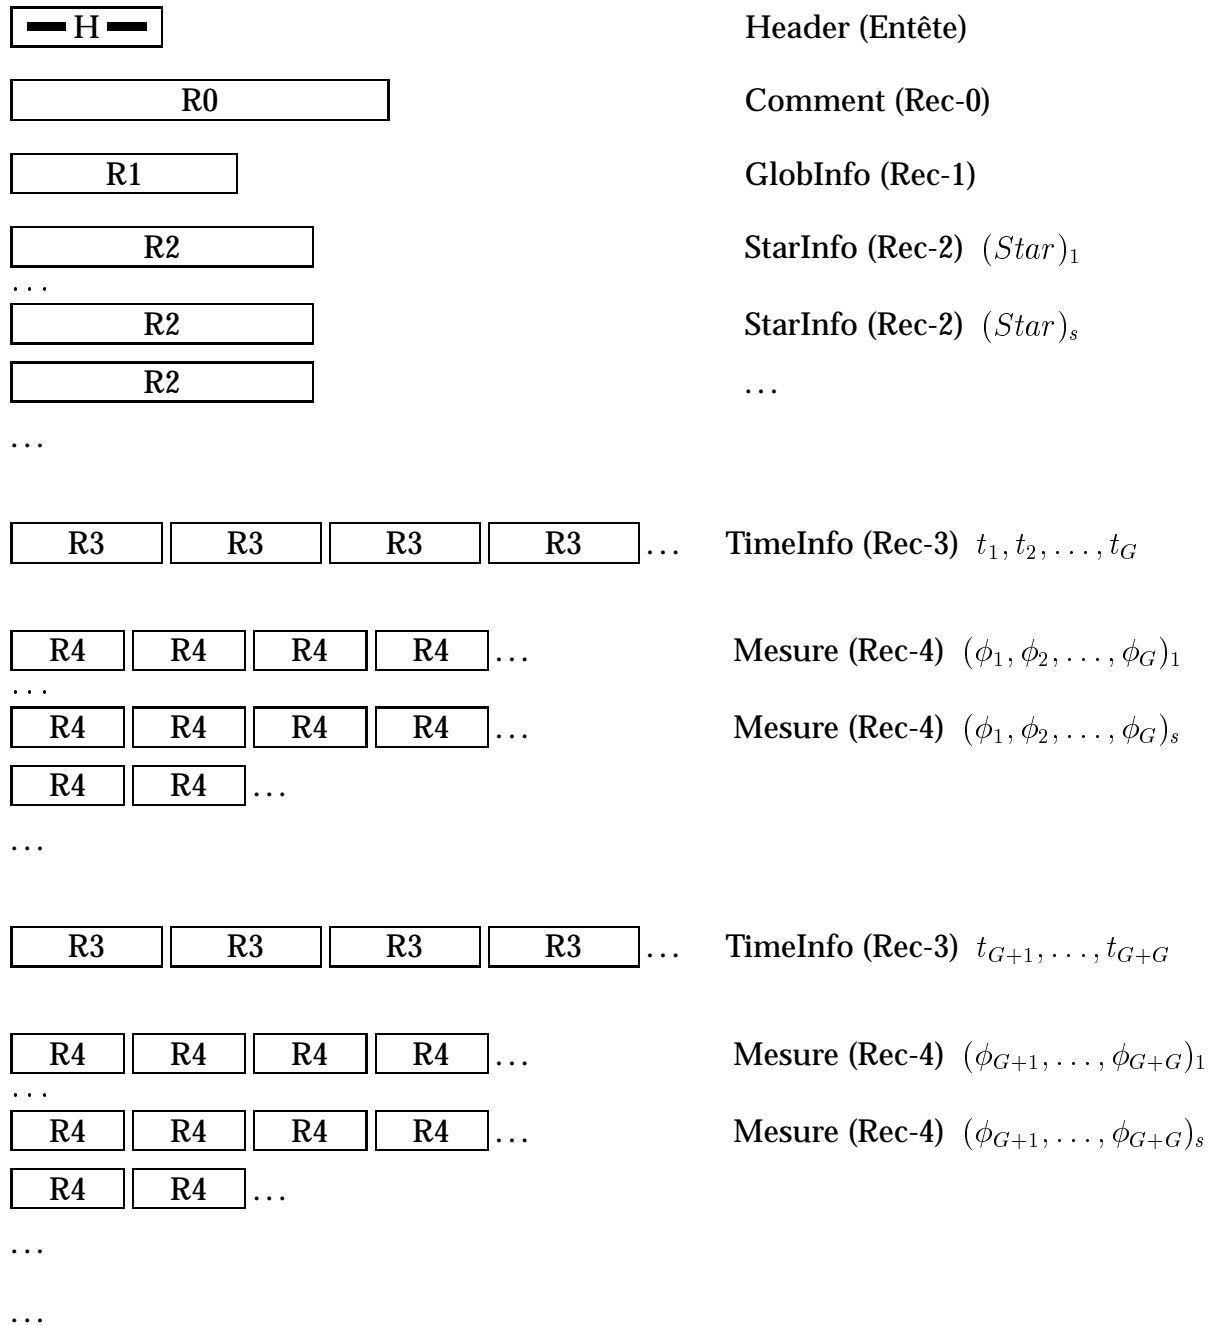 H Header (Entête)
R0 Comment (Rec-0)
R1 GlobInfo (Rec-1)
R2 StarInfo (Rec-2) (Star)₁
...
R2 StarInfo (Rec-2) (Star)ₛ
R2 ...
...
R3 R3 R3 R3 ... TimeInfo (Rec-3) t₁, t₂, ..., t_G
R4 R4 R4 R4 ... Mesure (Rec-4) (ϕ₁, ϕ₂, ..., ϕ_G)₁
...
R4 R4 R4 R4 ... Mesure (Rec-4) (ϕ₁, ϕ₂, ..., ϕ_G)ₛ
R4 R4 ...
...
R3 R3 R3 R3 ... TimeInfo (Rec-3) t_{G+1}, ..., t_{G+G}
R4 R4 R4 R4 ... Mesure (Rec-4) (ϕ_{G+1}, ..., ϕ_{G+G})₁
...
R4 R4 R4 R4 ... Mesure (Rec-4) (ϕ_{G+1}, ..., ϕ_{G+G})ₛ
R4 R4 ...
...
...